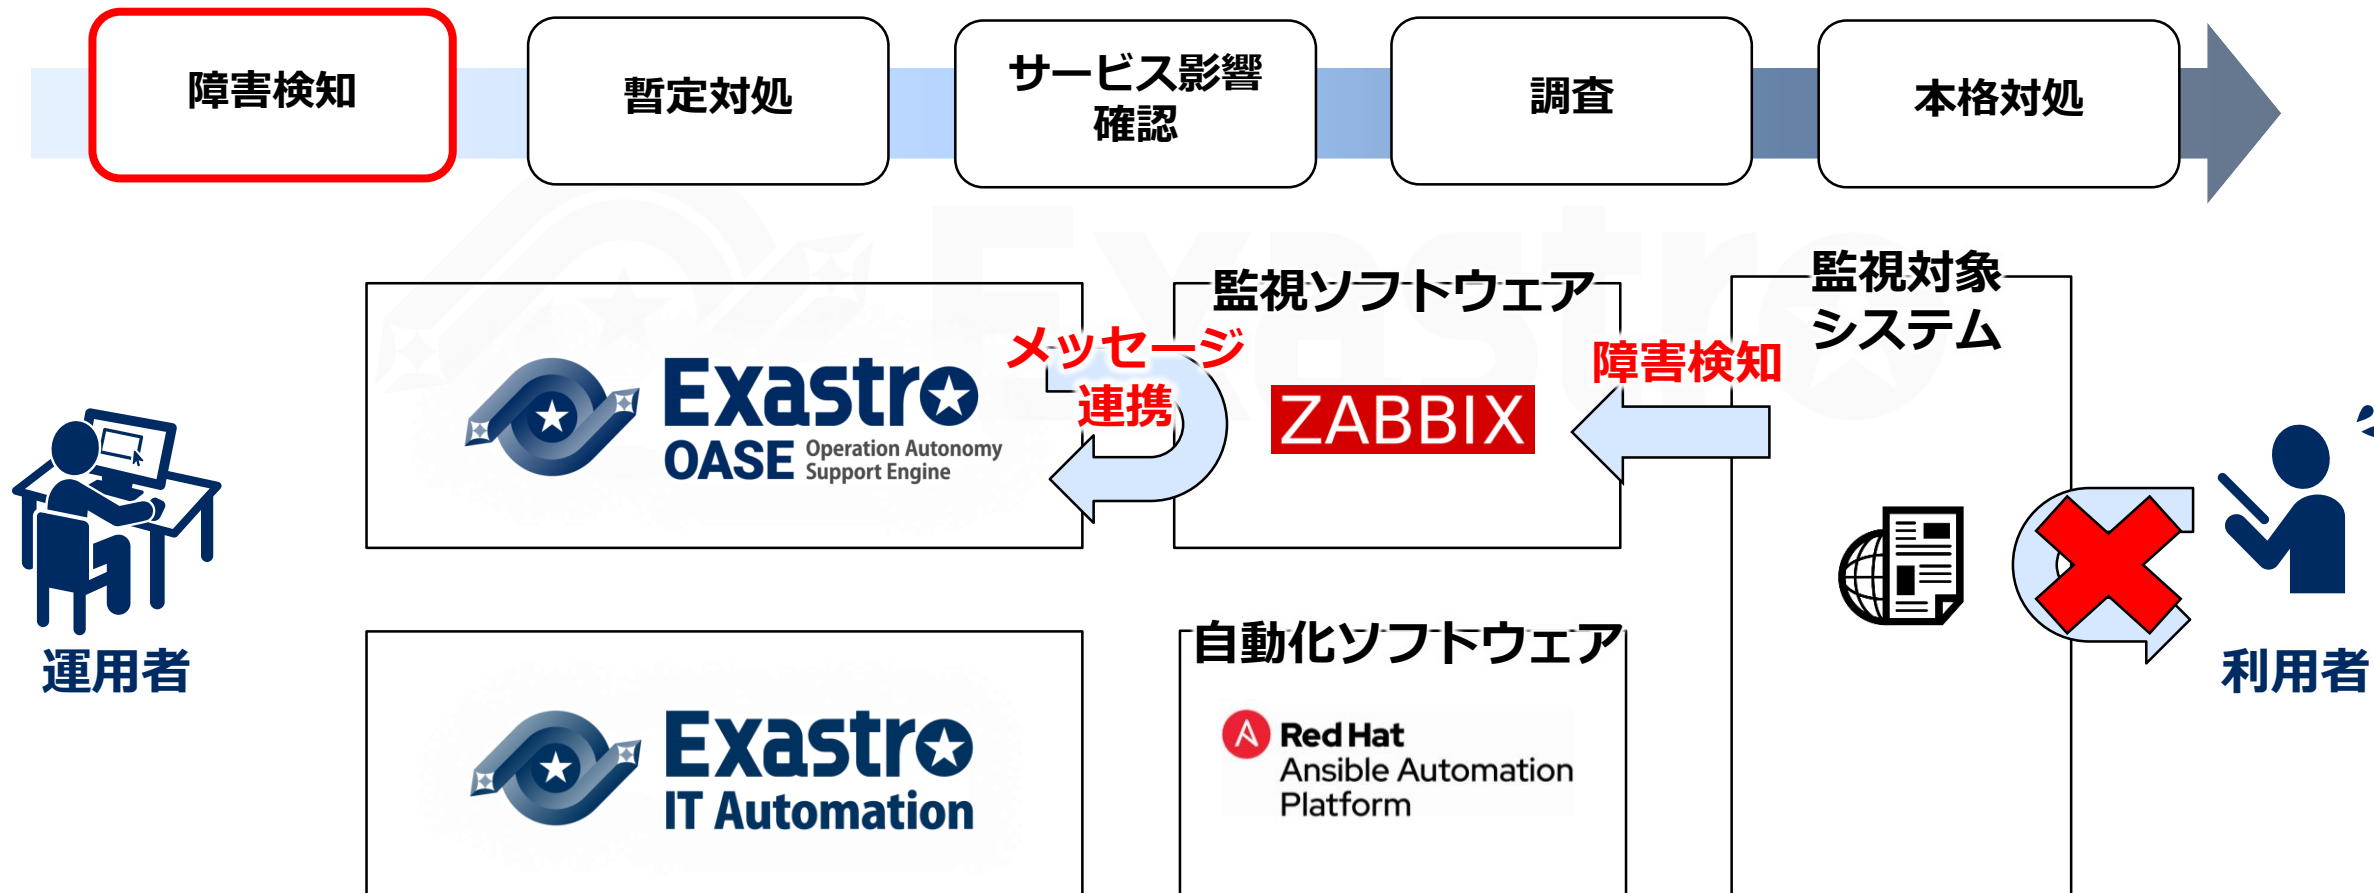 障害検知
暫定対処
サービス影響
確認
調査
本格対処
監視ソフトウェア
監視対象
システム
メッセージ
連携
障害検知
Exastro
OASE Operation Autonomy
Support Engine
ZABBIX
運用者
利用者
自動化ソフトウェア
Exastro
IT Automation
Red Hat
Ansible Automation
Platform
Exastro